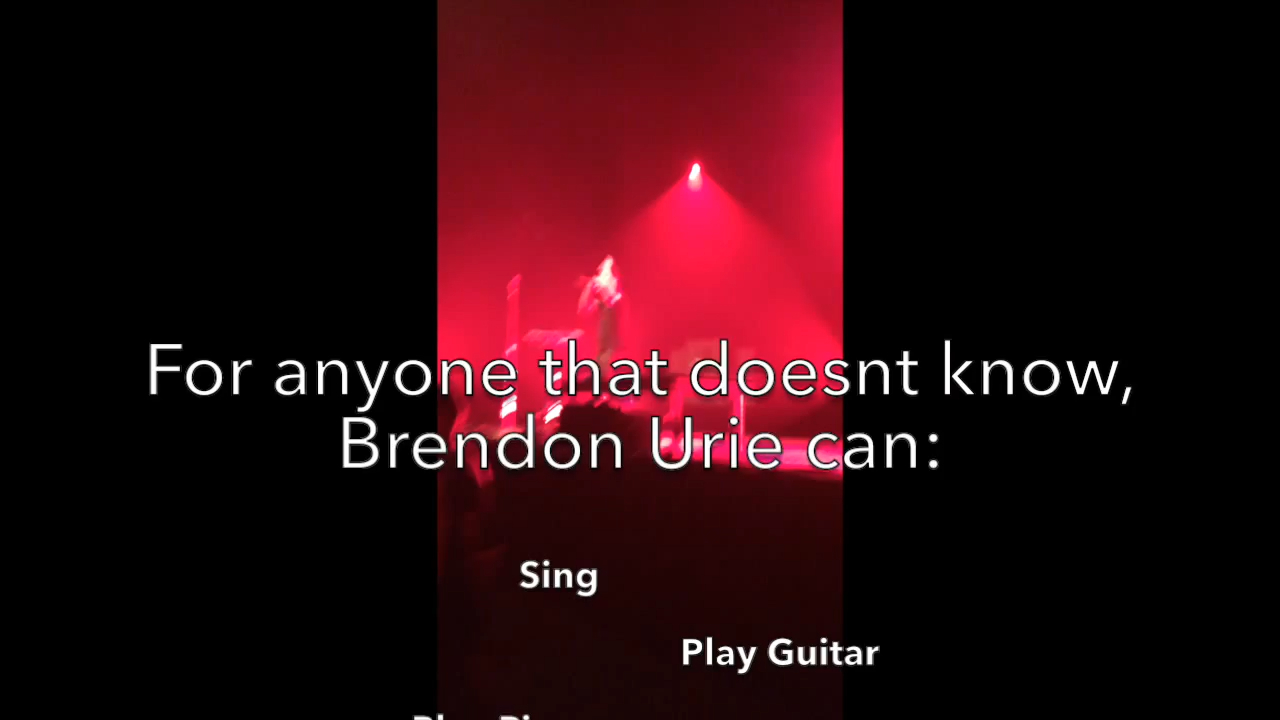 For anyone that doesnt know,
Brendon Urie can:
Sing
Play Guitar